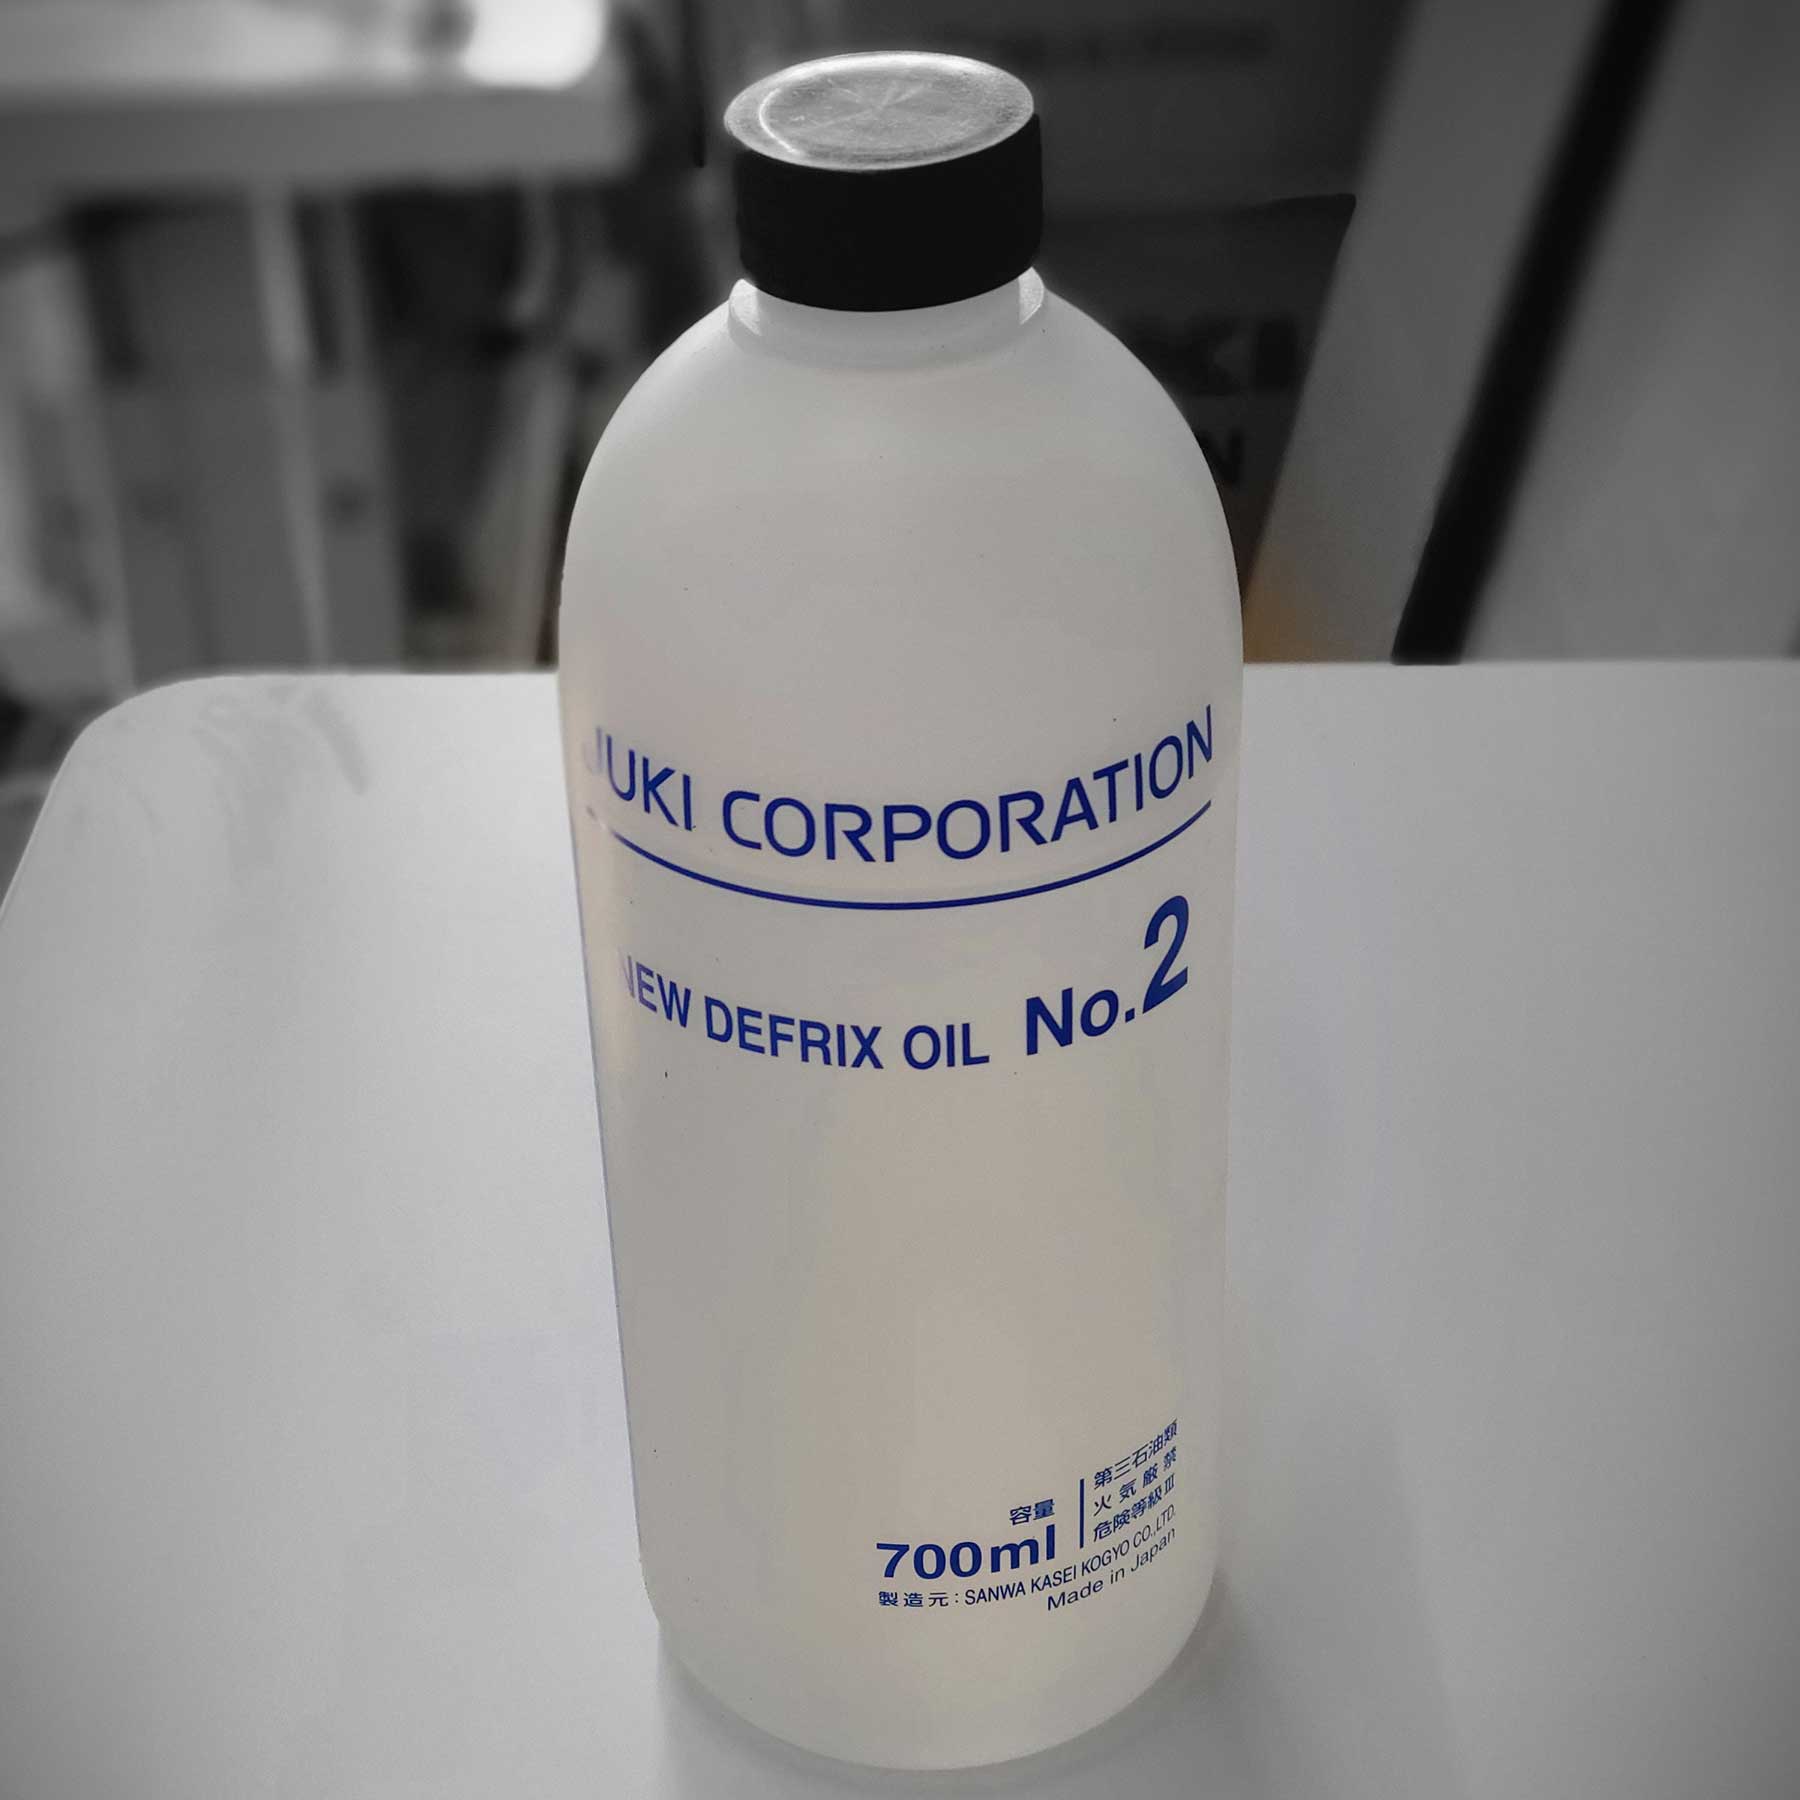 JUKI CORPORATION
NEW DEFRIX OIL No.2
容量
700ml
第三石油類
火気厳禁
危険等級Ⅲ
製造元:SANWA KASEI KOGYO CO.,LTD.
Made in Japan